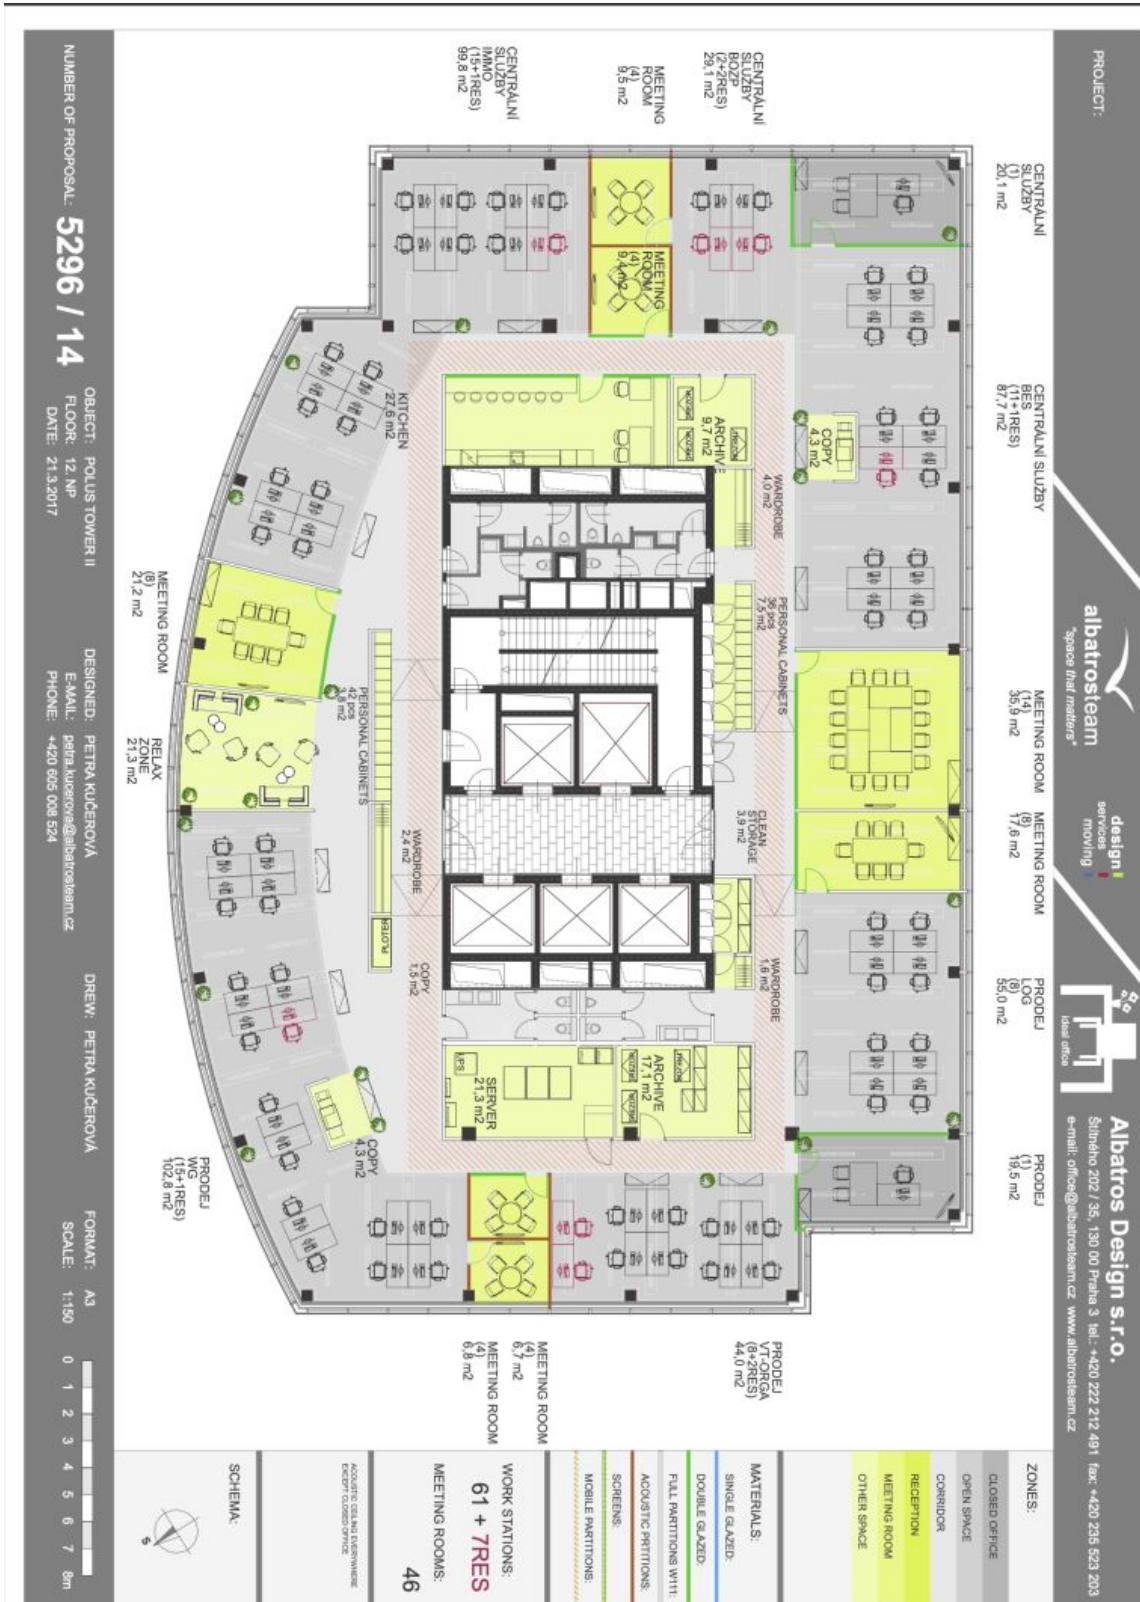 PROJECT:
albatrosteam
"space that matters"
design
services
moving
ideal office
Albatros Design s.r.o.
Štítného 202 / 35, 130 00 Praha 3 tel.: +420 222 212 491 fax: +420 235 523 203
e-mail: office@albatrosteam.cz www.albatrosteam.cz
CENTRÁLNÍ
SLUŽBY
(1)
20,1 m2
CENTRÁLNÍ SLUŽBY
BES
(11+1RES)
87,7 m2
MEETING ROOM
(14)
35,9 m2
MEETING ROOM
(8)
17,6 m2
PRODEJ
LOG
(8)
55,0 m2
PRODEJ
(1)
19,5 m2
CENTRÁLNÍ
SLUŽBY
BOZP
(2+2RES)
29,1 m2
MEETING
ROOM
(4)
9,5 m2
CENTRÁLNÍ
SLUŽBY
IMMO
(15+1RES)
99,8 m2
MEETING
ROOM
(4)
9,4 m2
COPY
4,3 m2
WARDROBE
4,0 m2
PERSONAL CABINETS
36 pcs
7,5 m2
CLEAN
STORAGE
3,9 m2
WARDROBE
1,6 m2
ARCHIVE
9,7 m2
KITCHEN
27,6 m2
ARCHIVE
17,1 m2
SERVER
21,3 m2
UPS
PERSONAL CABINETS
42 pcs
3,8 m2
WARDROBE
2,4 m2
PLOTER
COPY
1,5 m2
COPY
4,3 m2
MEETING ROOM
(8)
21,2 m2
RELAX
ZONE
21,3 m2
PRODEJ
WG
(15+1RES)
102,8 m2
PRODEJ
VT-ORGA
(8+2RES)
44,0 m2
MEETING ROOM
(4)
6,7 m2
MEETING ROOM
(4)
6,8 m2
ZONES:
CLOSED OFFICE
OPEN SPACE
CORRIDOR
RECEPTION
MEETING ROOM
OTHER SPACE
MATERIALS:
SINGLE GLAZED:
DOUBLE GLAZED:
FULL PARTITIONS W111:
ACOUSTIC PRTITIONS:
SCREENS:
MOBILE PARTITIONS:
WORK STATIONS:
61 + 7RES
MEETING ROOMS:
46
ACOUSTIC CEILING EVERYWHERE
EXCEPT CLOSED OFFICE
SCHEMA:
S
NUMBER OF PROPOSAL: 5296 / 14
OBJECT: POLUS TOWER II
FLOOR: 12. NP
DATE: 21.3.2017
DESIGNED: PETRA KUČEROVÁ
E-MAIL: petra.kucerova@albatrosteam.cz
PHONE: +420 605 008 524
DREW: PETRA KUČEROVÁ
FORMAT: A3
SCALE: 1:150
0 1 2 3 4 5 6 7 8m